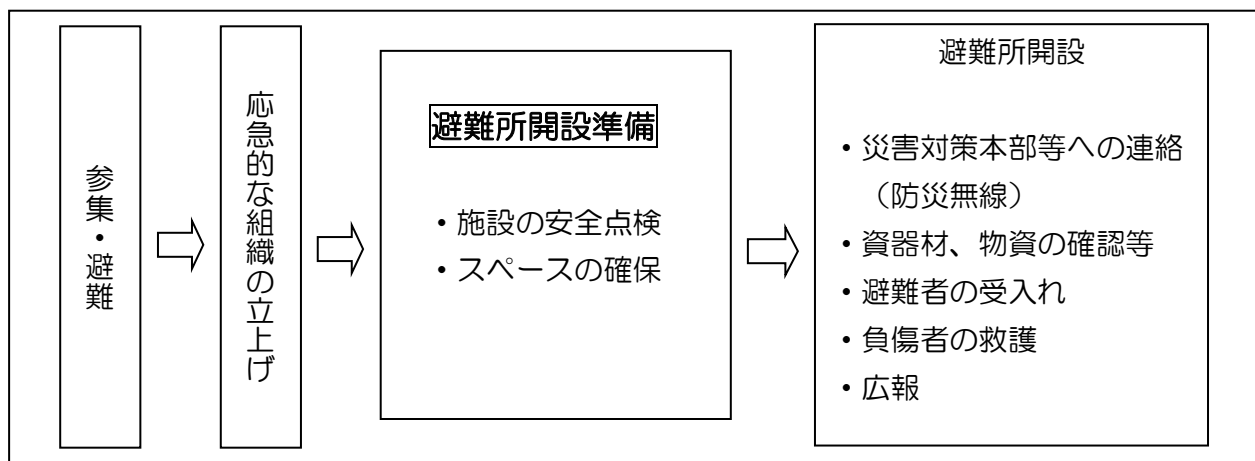 参集・避難
応急的な組織の立上げ
避難所開設準備
・施設の安全点検
・スペースの確保
避難所開設
・災害対策本部等への連絡
（防災無線）
・資器材、物資の確認等
・避難者の受入れ
・負傷者の救護
・広報